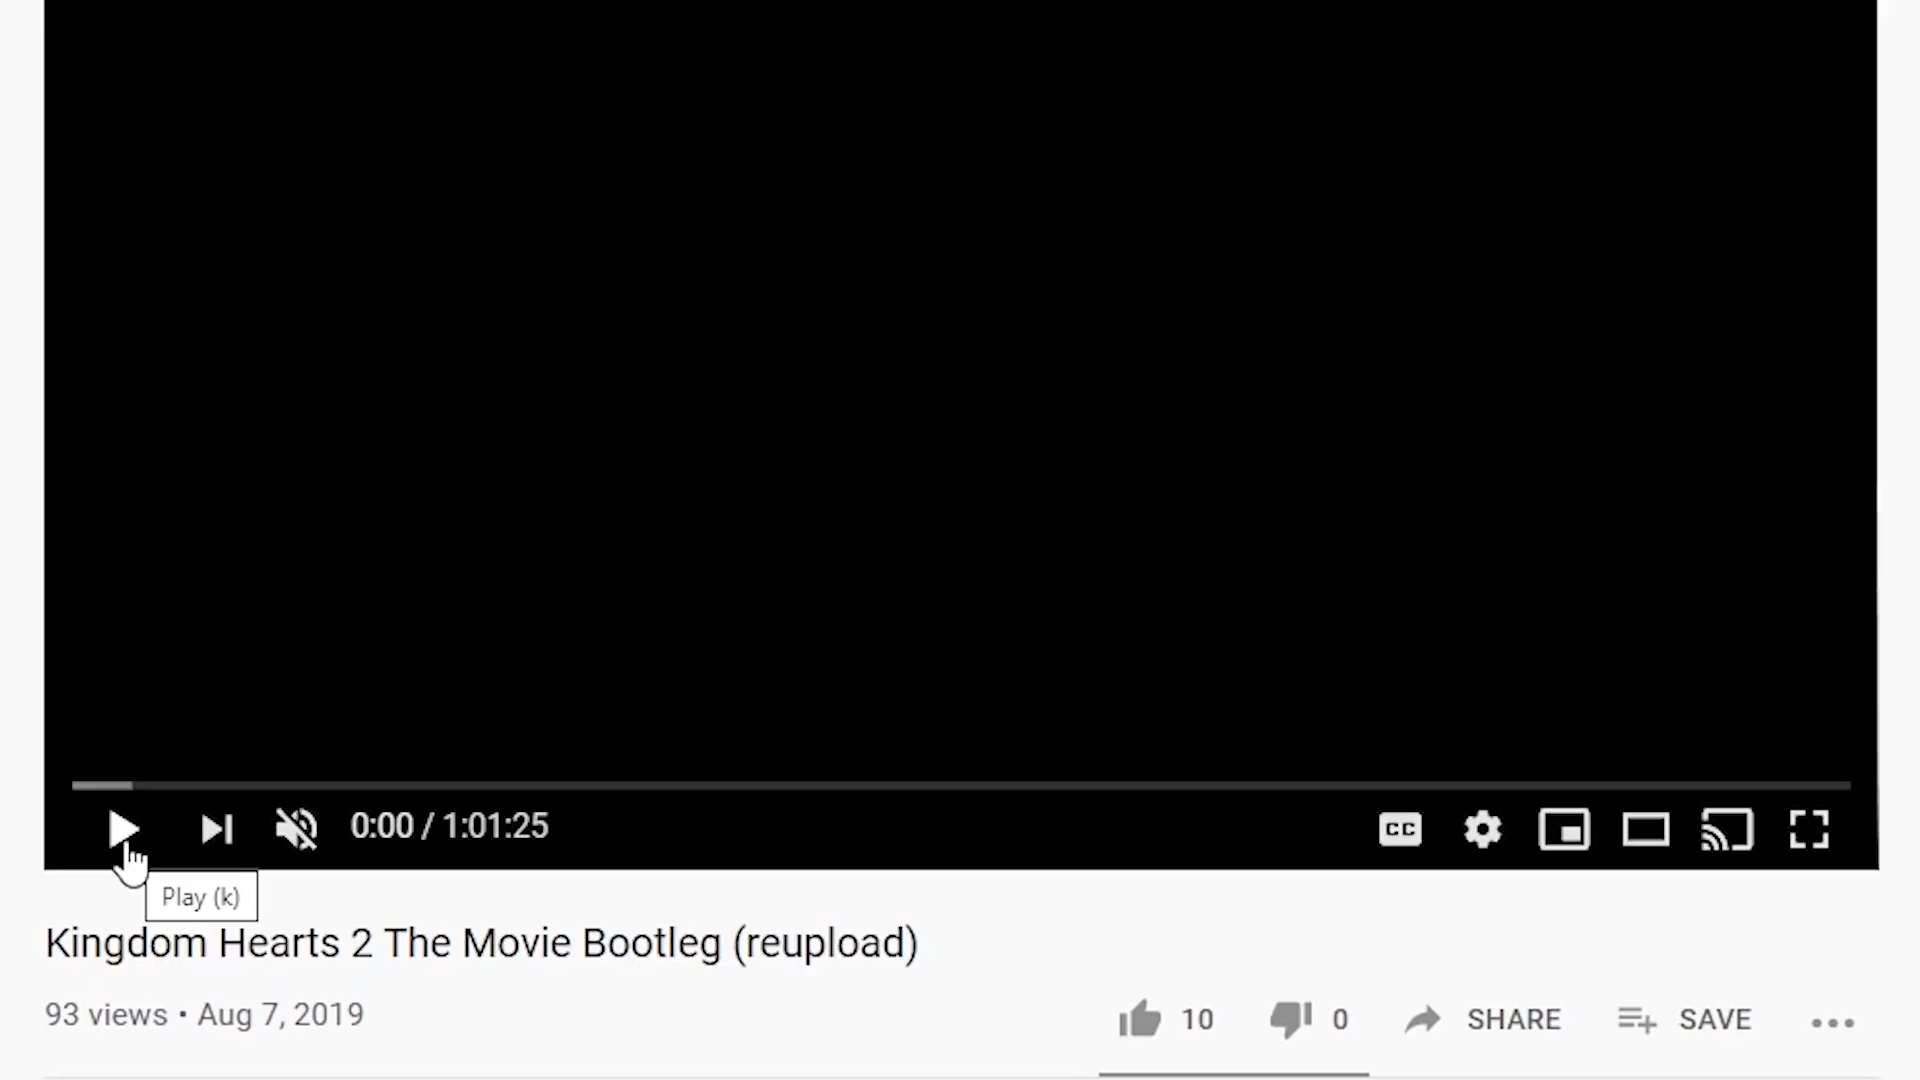 0:00 / 1:01:25
CC
Play (k)
Kingdom Hearts 2 The Movie Bootleg (reupload)
93 views • Aug 7, 2019
10 0 SHARE SAVE